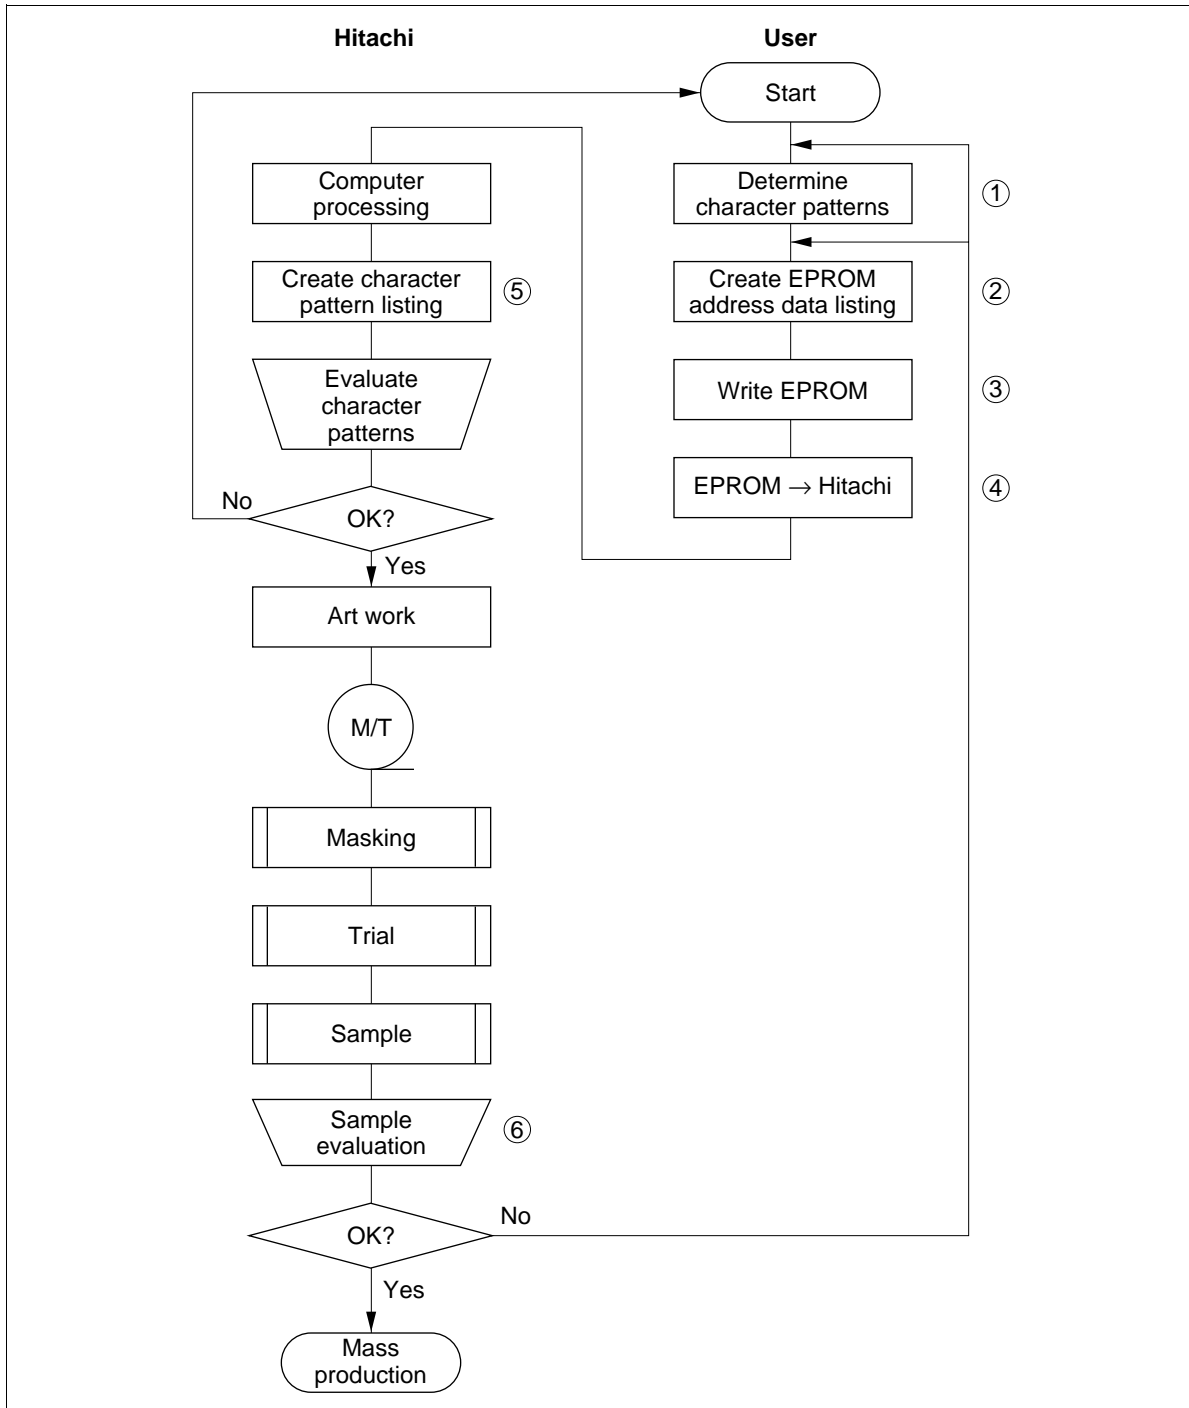 Hitachi
User
Start
Computer
processing
Determine
character patterns
①
Create character
pattern listing
⑤
Create EPROM
address data listing
②
Evaluate
character
patterns
Write EPROM
③
EPROM → Hitachi
④
No
OK?
Yes
Art work
M/T
Masking
Trial
Sample
Sample
evaluation
⑥
No
OK?
Yes
Mass
production